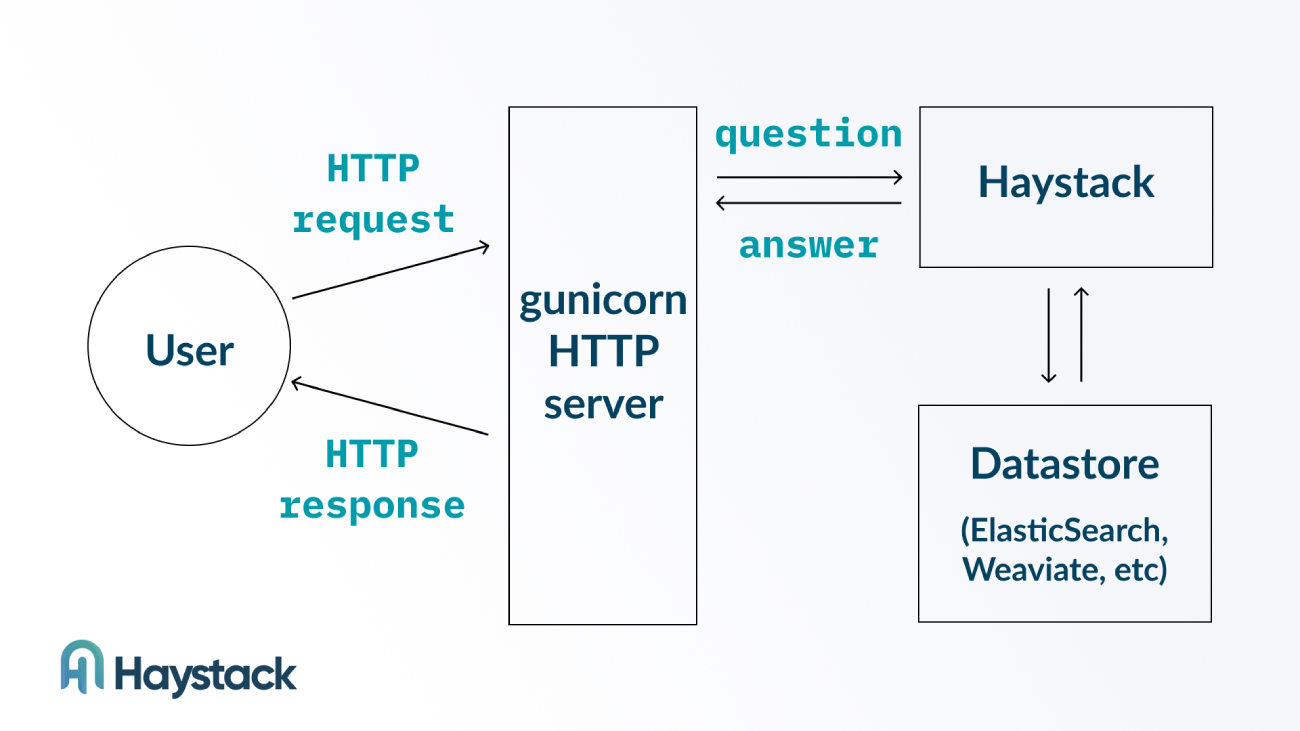 HTTP
request
User
HTTP
response
gunicorn
HTTP
server
question
answer
Haystack
Datastore
(ElasticSearch,
Weaviate, etc)
Haystack